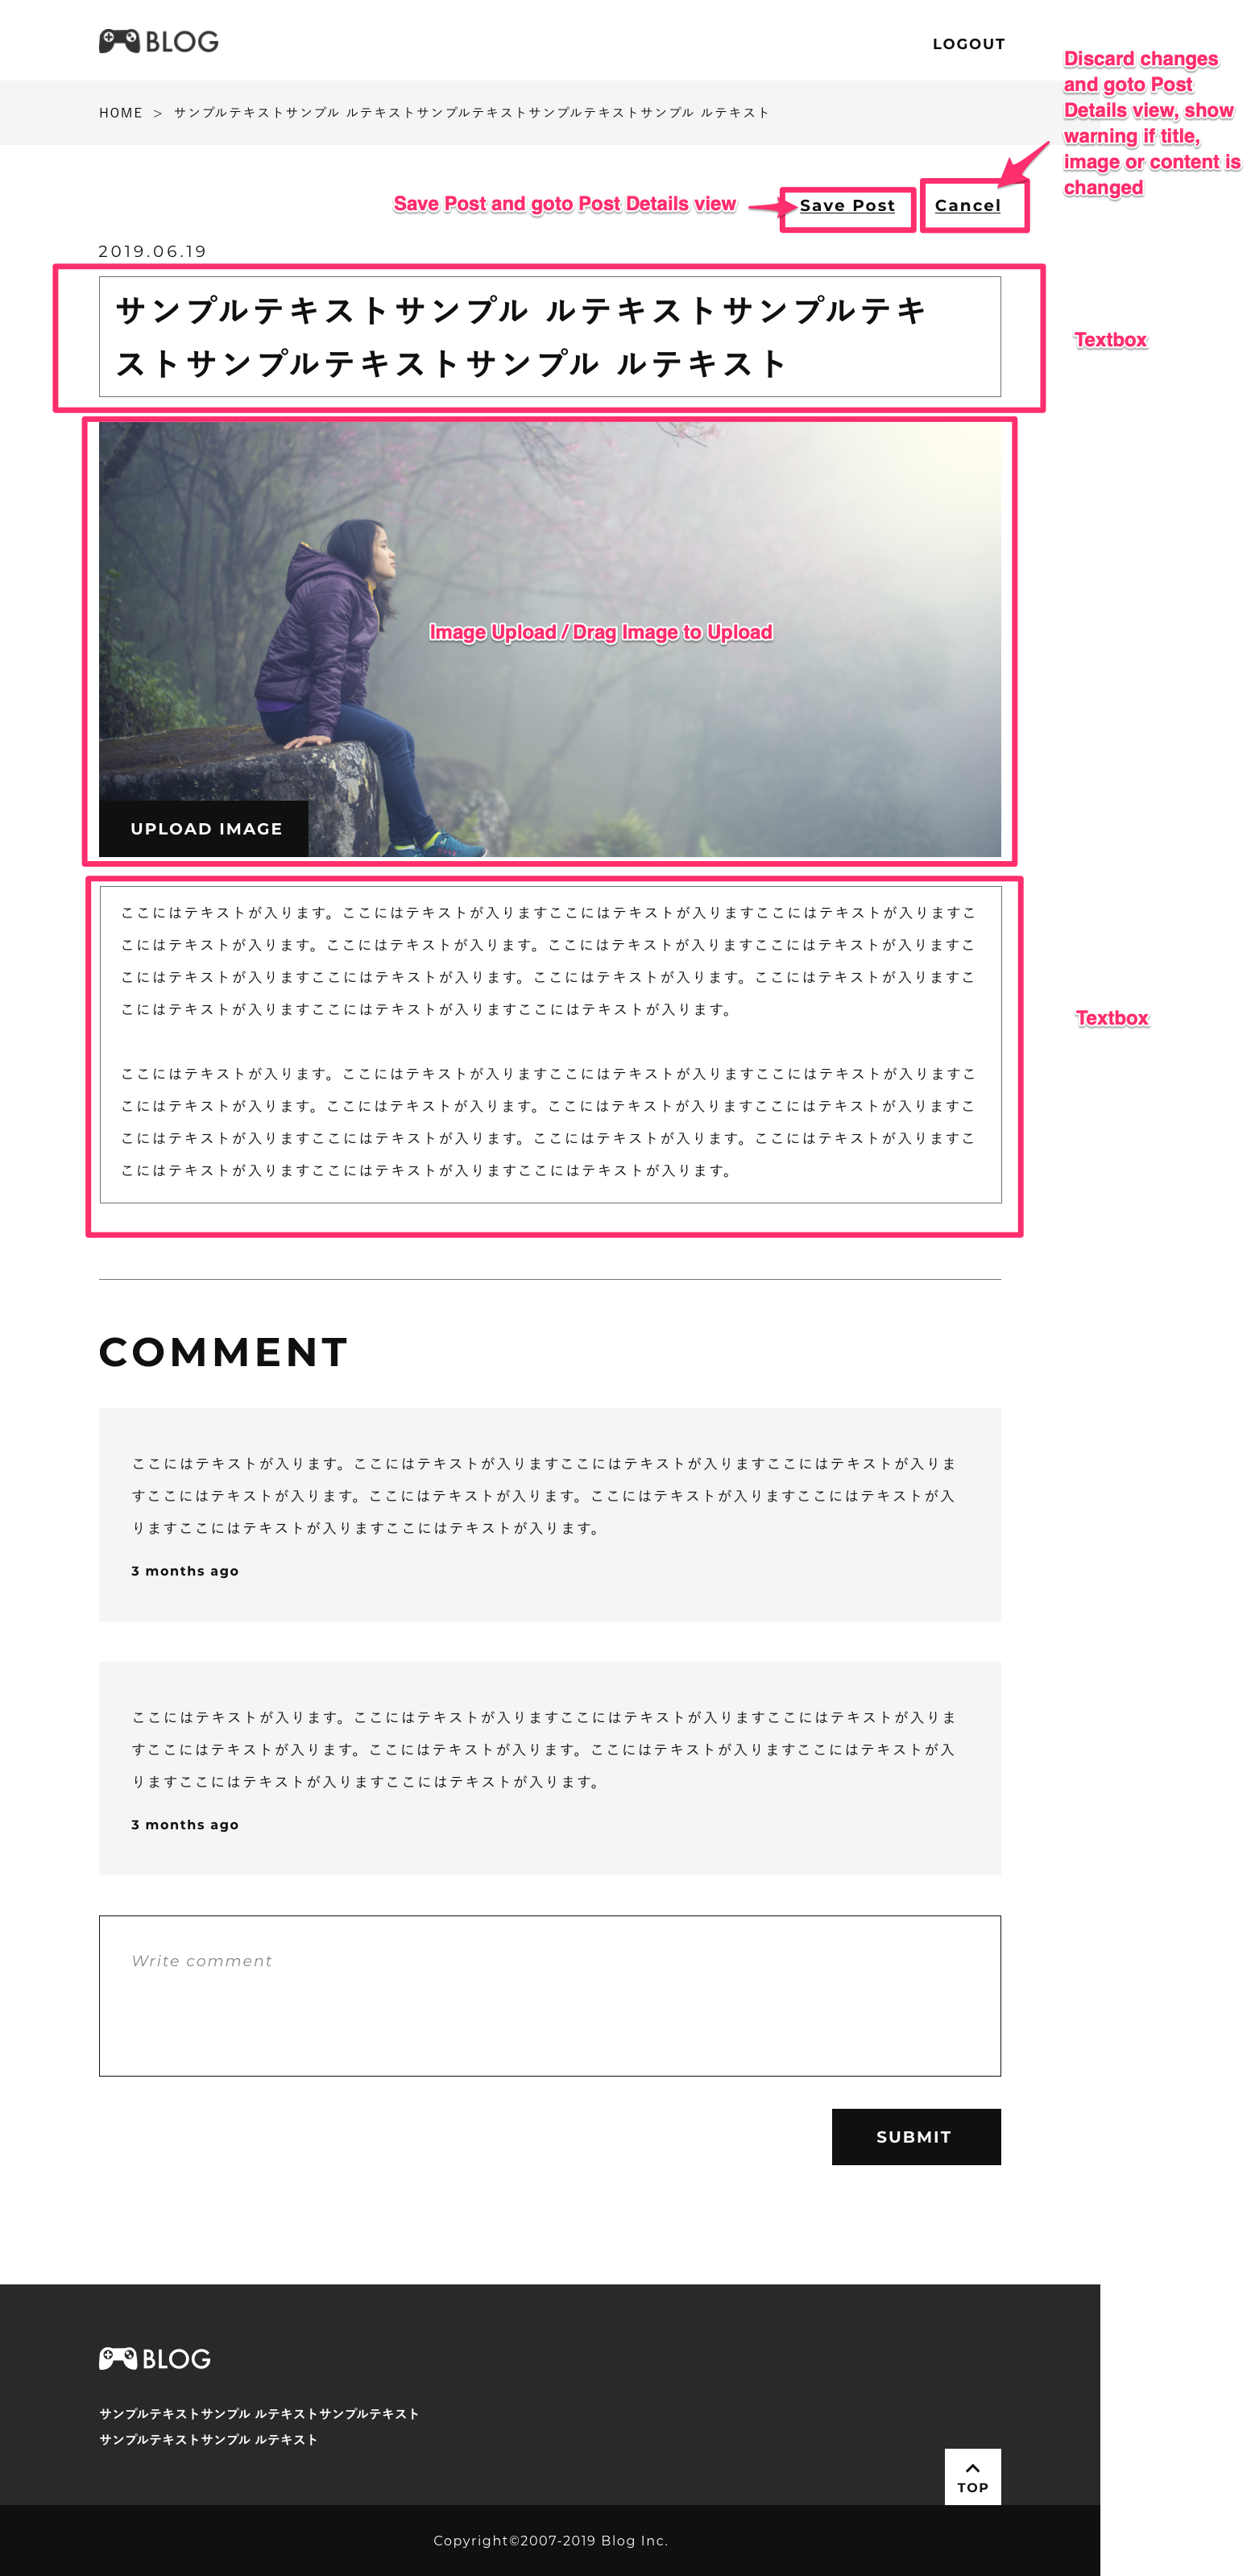 BLOG
LOGOUT
Discard changes
and goto Post
Details view, show
warning if title,
image or content is
changed
HOME > サンプルテキストサンプル ルテキストサンプルテキストサンプルテキストサンプル ルテキスト
Save Post and goto Post Details view
Save Post
Cancel
2019.06.19
サンプルテキストサンプル ルテキストサンプルテキ
ストサンプルテキストサンプル ルテキスト
Textbox
Image Upload / Drag Image to Upload
UPLOAD IMAGE
ここにはテキストが入ります。ここにはテキストが入りますここにはテキストが入りますここにはテキストが入りますこ
こにはテキストが入ります。ここにはテキストが入ります。ここにはテキストが入りますここにはテキストが入りますこ
こにはテキストが入りますここにはテキストが入ります。ここにはテキストが入ります。ここにはテキストが入りますこ
こにはテキストが入りますここにはテキストが入りますここにはテキストが入ります。
Textbox
ここにはテキストが入ります。ここにはテキストが入りますここにはテキストが入りますここにはテキストが入りますこ
こにはテキストが入ります。ここにはテキストが入ります。ここにはテキストが入りますここにはテキストが入りますこ
こにはテキストが入りますここにはテキストが入ります。ここにはテキストが入ります。ここにはテキストが入りますこ
こにはテキストが入りますここにはテキストが入りますここにはテキストが入ります。
COMMENT
ここにはテキストが入ります。ここにはテキストが入りますここにはテキストが入りますここにはテキストが入りま
すここにはテキストが入ります。ここにはテキストが入ります。ここにはテキストが入りますここにはテキストが入
りますここにはテキストが入りますここにはテキストが入ります。
3 months ago
ここにはテキストが入ります。ここにはテキストが入りますここにはテキストが入りますここにはテキストが入りま
すここにはテキストが入ります。ここにはテキストが入ります。ここにはテキストが入りますここにはテキストが入
りますここにはテキストが入りますここにはテキストが入ります。
3 months ago
Write comment
SUBMIT
BLOG
サンプルテキストサンプル ルテキストサンプルテキスト
サンプルテキストサンプル ルテキスト
TOP
Copyright©2007-2019 Blog Inc.